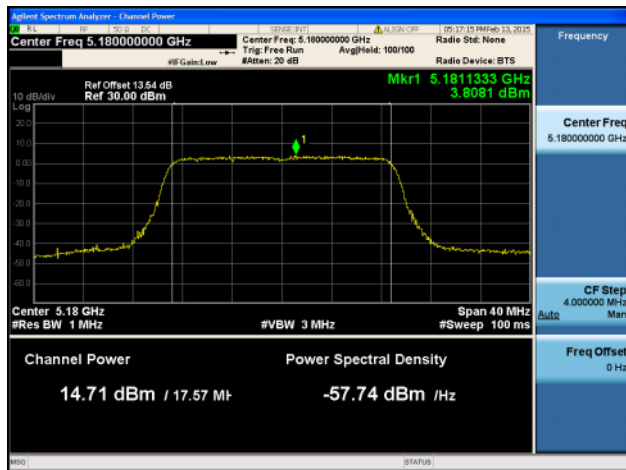 Agilent Spectrum Analyzer - Channel Power
RL RF 50 Ω DC SENSE:INT ALIGN OFF 05:17:15 PM Feb 13, 2015
Center Freq 5.180000000 GHz
Center Freq: 5.180000000 GHz
Radio Std: None
Trig: Free Run Avg|Hold: 100/100
#IFGain:Low #Atten: 20 dB Radio Device: BTS
Frequency
Ref Offset 13.54 dB
Mkr1 5.1811333 GHz
10 dB/div Ref 30.00 dBm
3.8081 dBm
Log
20.0
10.0
0.00
-10.0
-20.0
-30.0
-40.0
-50.0
-60.0
1
Center Freq
5.180000000 GHz
Center 5.18 GHz Span 40 MHz
#Res BW 1 MHz #VBW 3 MHz #Sweep 100 ms
CF Step
4.000000 MHz
Auto Man
Channel Power Power Spectral Density
14.71 dBm / 17.57 MH -57.74 dBm /Hz
Freq Offset
0 Hz
MSG STATUS